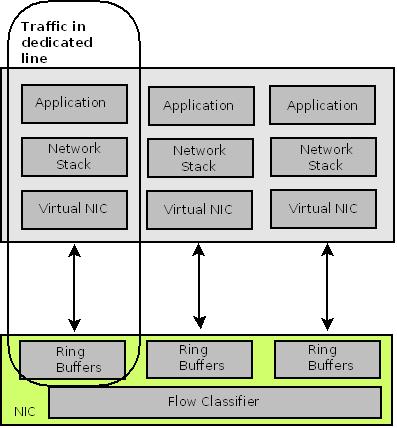 Traffic in
dedicated
line
Application
Application
Application
Network
Stack
Network
Stack
Network
Stack
Virtual NIC
Virtual NIC
Virtual NIC
Ring
Buffers
Ring
Buffers
Ring
Buffers
Flow Classifier
NIC